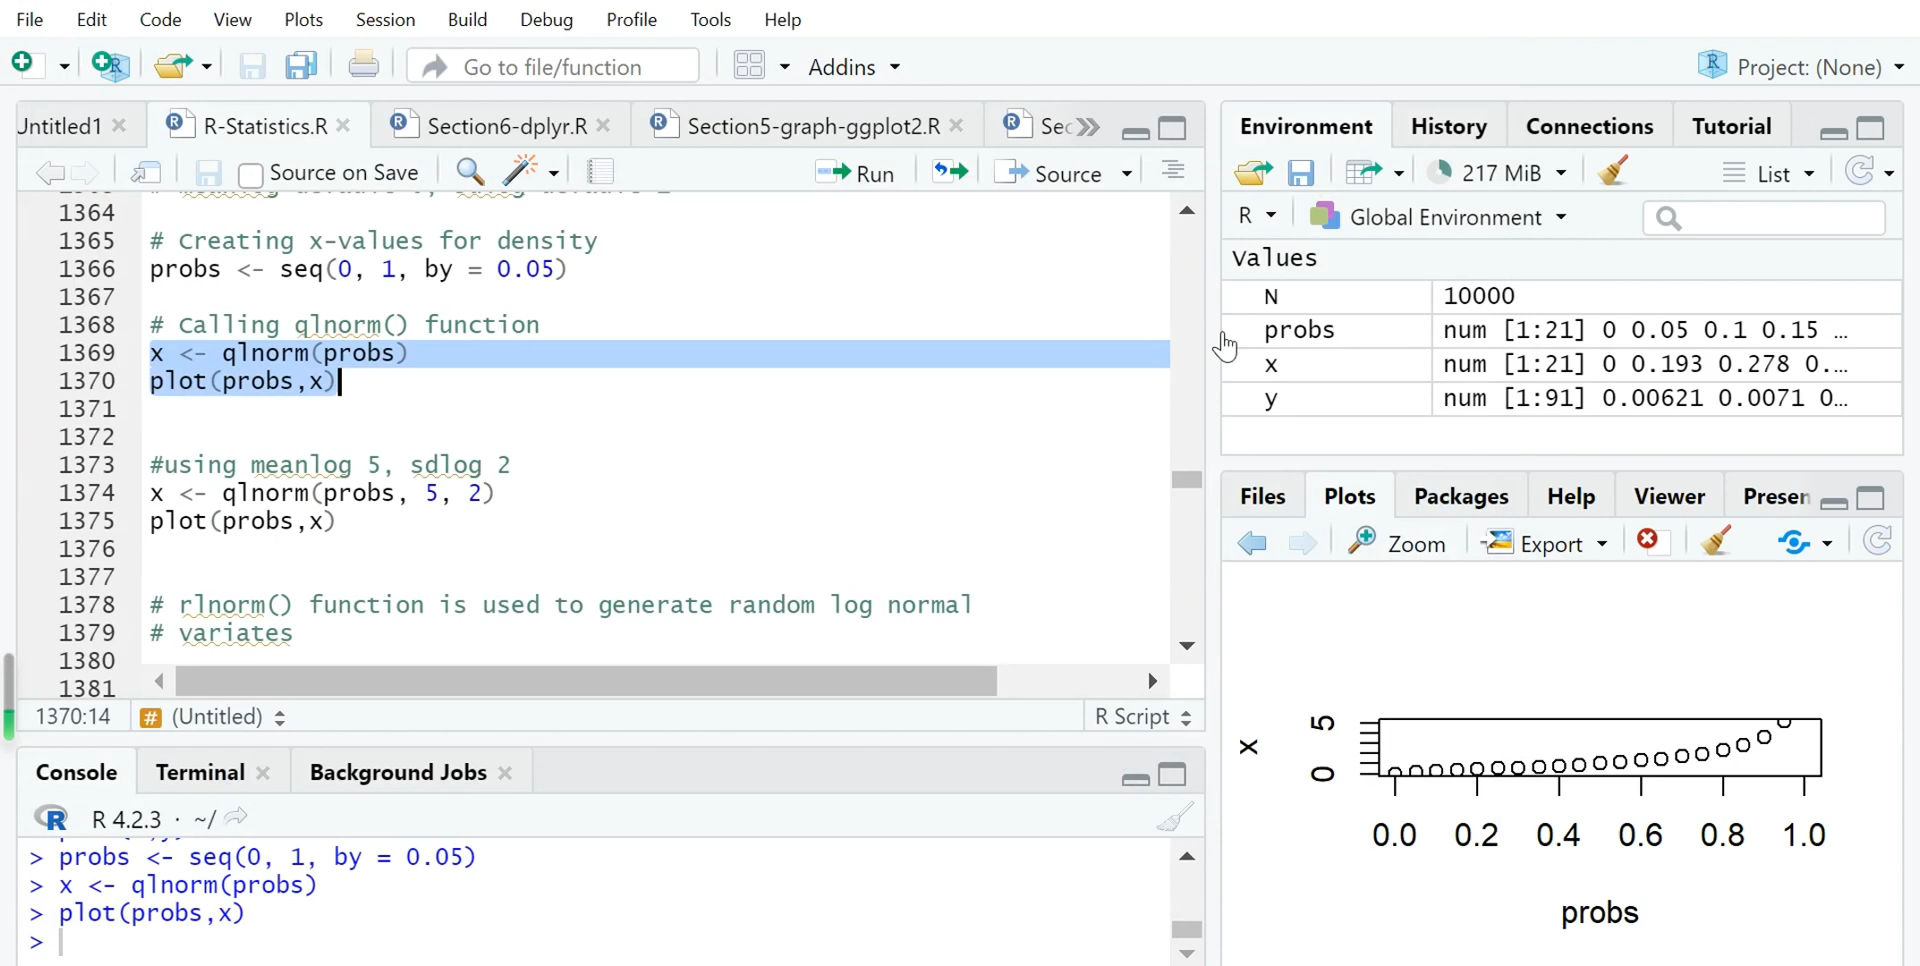 File Edit Code View Plots Session Build Debug Profile Tools Help
Go to file/function Addins Project: (None)
Untitled1 R-Statistics.R Section6-dplyr.R Section5-graph-ggplot2.R Sec
Source on Save Run Source
1364
1365 # Creating x-values for density
1366 probs <- seq(0, 1, by = 0.05)
1367
1368 # Calling qlnorm() function
1369 x <- qlnorm(probs)
1370 plot(probs,x)
1371
1372
1373 #using meanlog 5, sdlog 2
1374 x <- qlnorm(probs, 5, 2)
1375 plot(probs,x)
1376
1377
1378 # rlnorm() function is used to generate random log normal
1379 # variates
1380
1381
1370:14 (Untitled) R Script
Console Terminal Background Jobs
R 4.2.3 · ~/
> probs <- seq(0, 1, by = 0.05)
> x <- qlnorm(probs)
> plot(probs,x)
>
Environment History Connections Tutorial
217 MiB List
R Global Environment
Values
N 10000
probs num [1:21] 0 0.05 0.1 0.15 ...
x num [1:21] 0 0.193 0.278 0....
y num [1:91] 0.00621 0.0071 0...
Files Plots Packages Help Viewer Presen
Zoom Export
x
0 5
0.0 0.2 0.4 0.6 0.8 1.0
probs